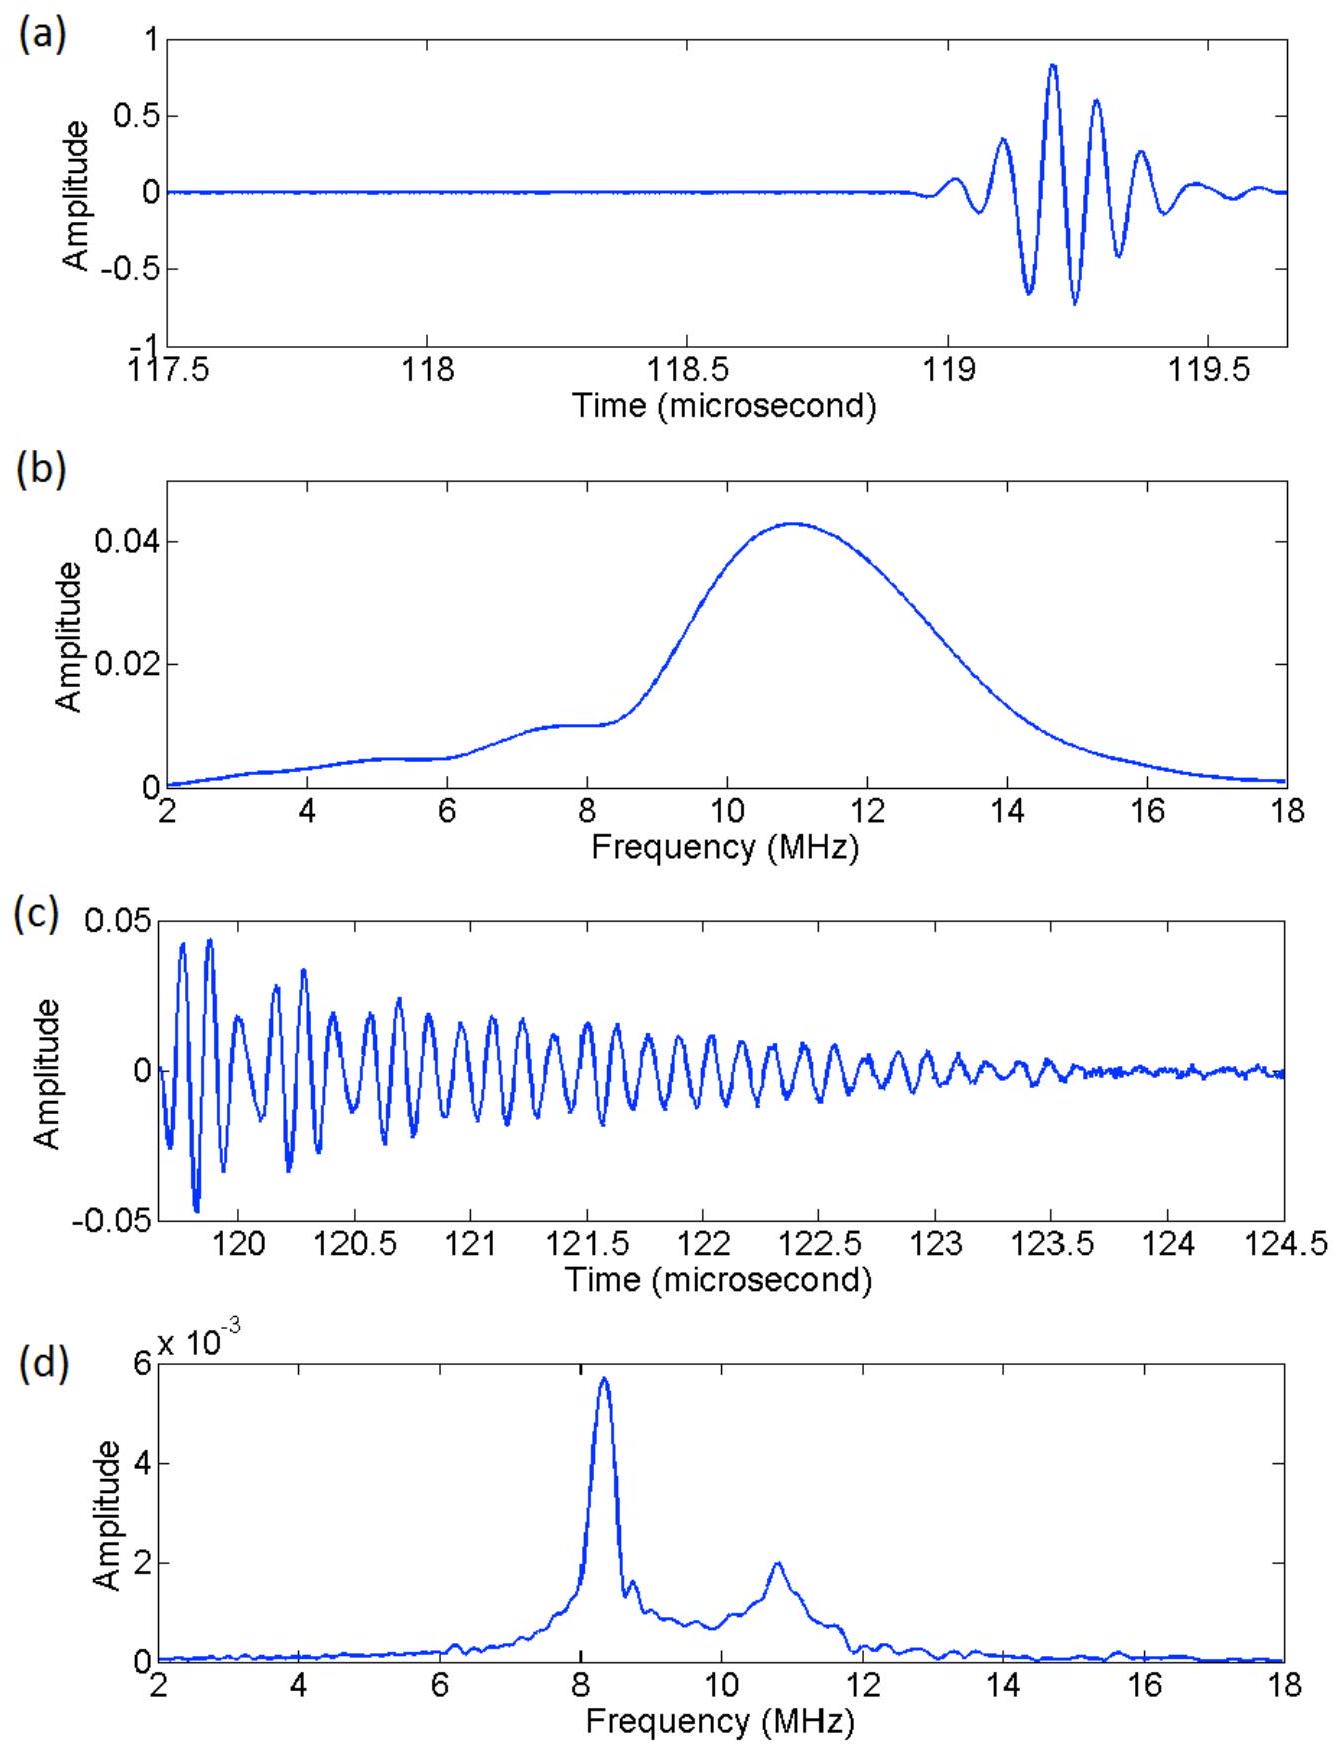 (a)
1
0.5
0
-0.5
-1
Amplitude
117.5 118 118.5 119 119.5
Time (microsecond)
(b)
0.04
0.02
0
Amplitude
2 4 6 8 10 12 14 16 18
Frequency (MHz)
(c)
0.05
0
-0.05
Amplitude
120 120.5 121 121.5 122 122.5 123 123.5 124 124.5
Time (microsecond)
(d)
x 10-3
6
4
2
0
Amplitude
2 4 6 8 10 12 14 16 18
Frequency (MHz)